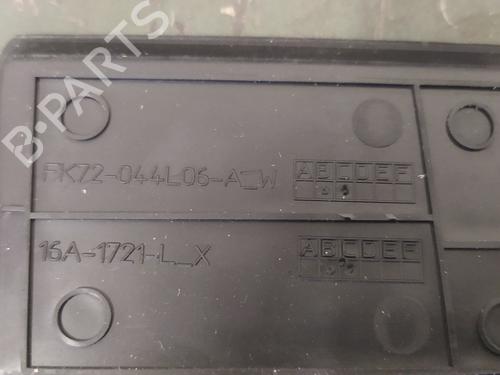 B-PARTS
FK72-044L06-A_W ABCDEF
16A-1721-L_X ABCDEF